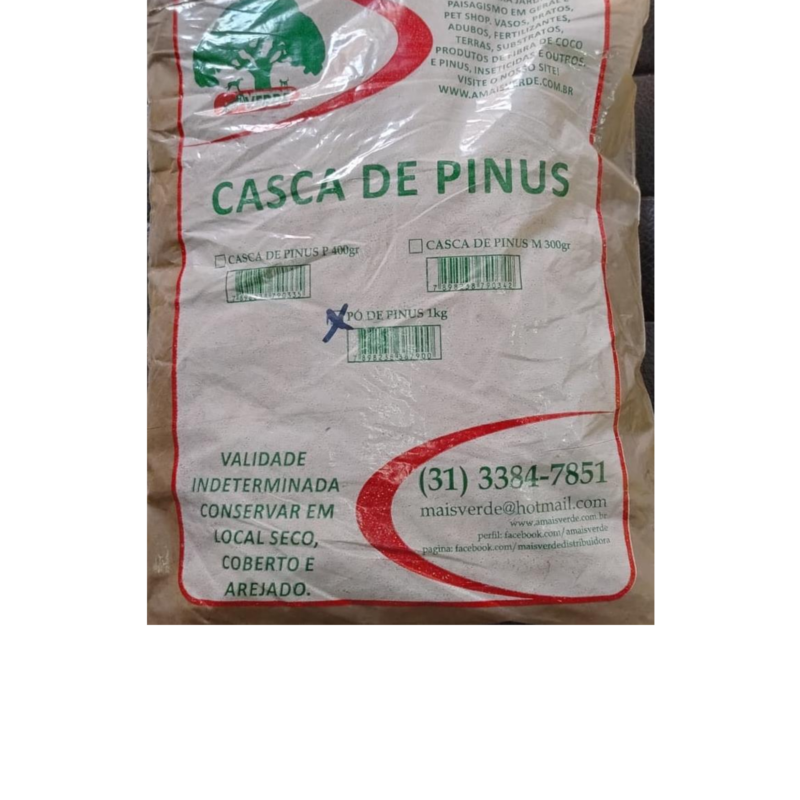 PAISAGISMO EM GERAL E
PET SHOP. VASOS, PRATOS,
ADUBOS, FERTILIZANTES,
TERRAS, SUBSTRATOS,
PRODUTOS DE FIBRA DE COCO
E PINUS, INSETICIDAS E OUTROS.
VISITE O NOSSO SITE!
WWW.AMAISVERDE.COM.BR
VERDE
CASCA DE PINUS
CASCA DE PINUS P 400gr
CASCA DE PINUS M 300gr
PÓ DE PINUS 1kg
VALIDADE
INDETERMINADA
CONSERVAR EM
LOCAL SECO,
COBERTO E
AREJADO.
(31) 3384-7851
maisverde@hotmail.com
www.amaisverde.com.br
perfil: facebook.com/amaisverde
pagina: facebook.com/maisverdedistribuidora